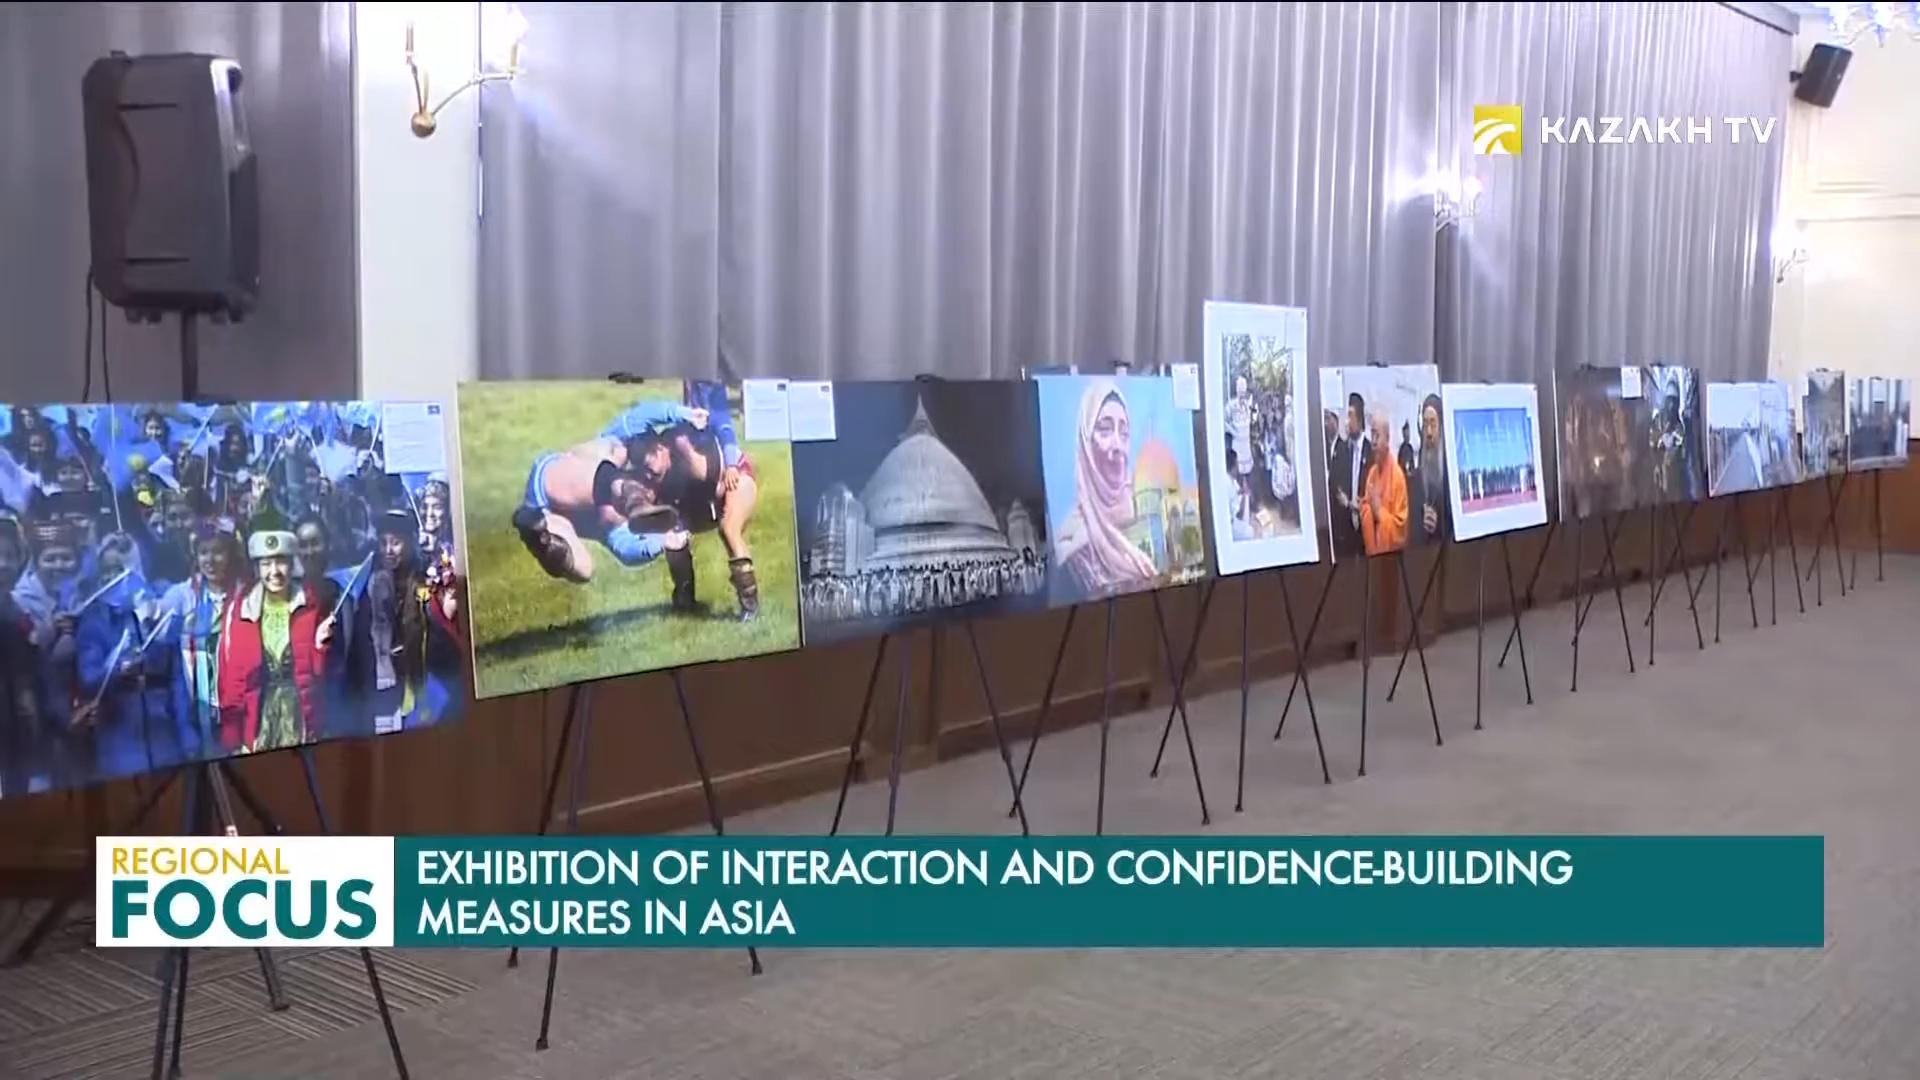 KAZAKH TV
REGIONAL
FOCUS
EXHIBITION OF INTERACTION AND CONFIDENCE-BUILDING
MEASURES IN ASIA